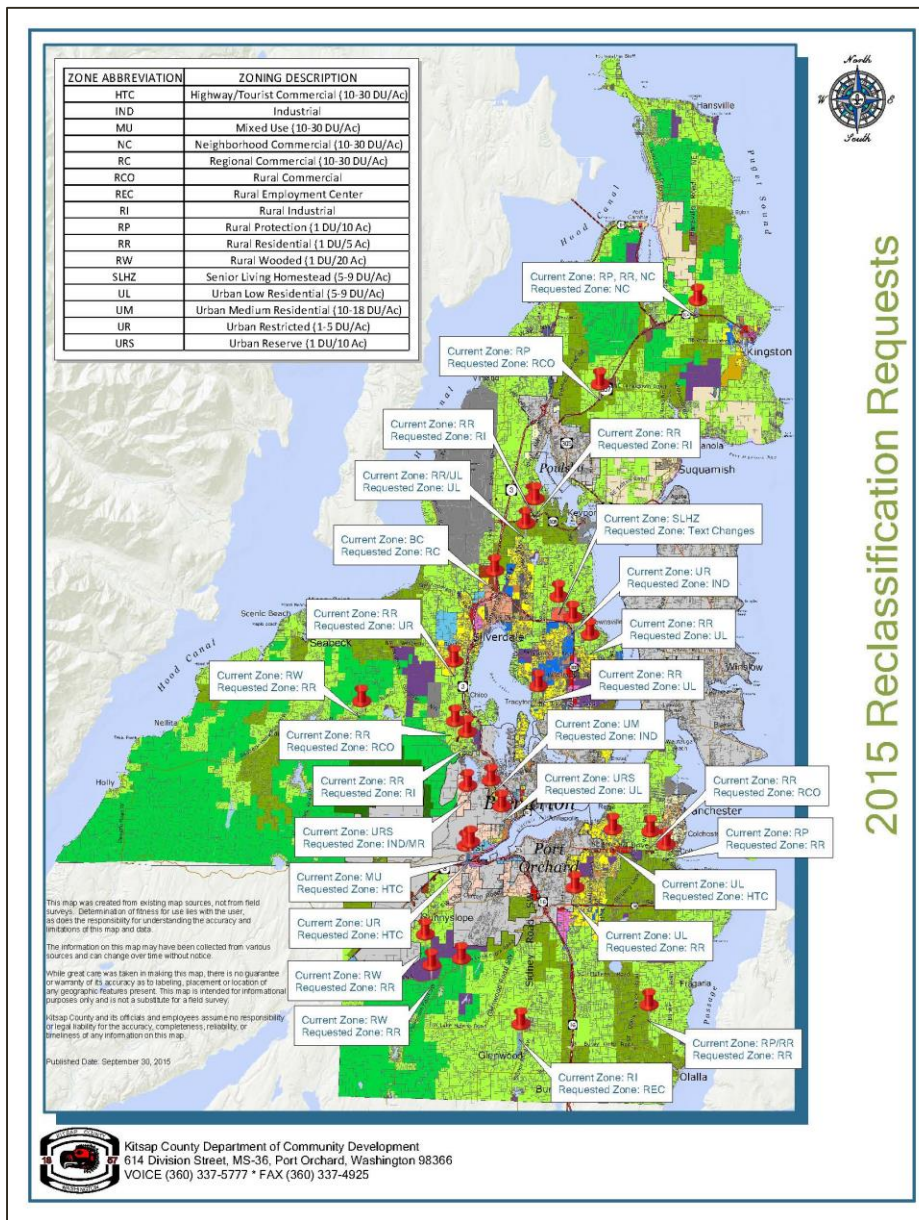 ZONE ABBREVIATION ZONING DESCRIPTION
HTC Highway/Tourist Commercial (10-30 DU/Ac)
IND Industrial
MU Mixed Use (10-30 DU/Ac)
NC Neighborhood Commercial (10-30 DU/Ac)
RC Regional Commercial (10-30 DU/Ac)
RCO Rural Commercial
REC Rural Employment Center
RI Rural Industrial
RP Rural Protection (1 DU/10 Ac)
RR Rural Residential (1 DU/5 Ac)
RW Rural Wooded (1 DU/20 Ac)
SLHZ Senior Living Homestead (5-9 DU/Ac)
UL Urban Low Residential (5-9 DU/Ac)
UM Urban Medium Residential (10-18 DU/Ac)
UR Urban Restricted (1-5 DU/Ac)
URS Urban Reserve (1 DU/10 Ac)
North
W
South
2015 Reclassification Requests
Hansville
Puget Sound
Hood Canal
Current Zone: RP, RR, NC
Requested Zone: NC
Kingston
Current Zone: RP
Requested Zone: RCO
Current Zone: RR
Requested Zone: RI
Current Zone: RR
Requested Zone: RI
305
Suquamish
Current Zone: RR/UL
Requested Zone: UL
Current Zone: SLHZ
Requested Zone: Text Changes
Current Zone: BC
Requested Zone: RC
Current Zone: UR
Requested Zone: IND
Scenic Beach
Seabeck
Silverdale
Current Zone: RR
Requested Zone: UR
Current Zone: RR
Requested Zone: UL
Winslow
Hood Canal
Current Zone: RW
Requested Zone: RR
Chico
Current Zone: RR
Requested Zone: UL
Nellita
Current Zone: RR
Requested Zone: RCO
Current Zone: UM
Requested Zone: IND
Holly
Current Zone: RR
Requested Zone: RI
Current Zone: URS
Requested Zone: UL
Current Zone: RR
Requested Zone: RCO
Current Zone: URS
Requested Zone: IND/MR
Current Zone: RP
Requested Zone: RR
Port
Orchard
Current Zone: MU
Requested Zone: HTC
Current Zone: UL
Requested Zone: HTC
Current Zone: UR
Requested Zone: HTC
Current Zone: UL
Requested Zone: RR
Current Zone: RW
Requested Zone: RR
Fragaria
Passage
Current Zone: RW
Requested Zone: RR
Current Zone: RP/RR
Requested Zone: RR
Glenwood
Olalla
Current Zone: RI
Requested Zone: REC
This map was created from existing map sources, not from field
surveys. Determination of fitness for use lies with the user,
as does the responsibility for understanding the accuracy and
limitations of this map and data.
The information on this map may have been collected from various
sources and can change over time without notice.
While great care was taken in making this map, there is no guarantee
or warranty of its accuracy as to labeling, placement or location of
any geographic features present. This map is intended for informational
purposes only and is not a substitute for a field survey.
Kitsap County and its officials and employees assume no responsibility
or legal liability for the accuracy, completeness, reliability, or
timeliness of any information on this map.
Published Date: September 30, 2015
KITSAP COUNTY
18 57
WASHINGTON
Kitsap County Department of Community Development
614 Division Street, MS-36, Port Orchard, Washington 98366
VOICE (360) 337-5777 * FAX (360) 337-4925